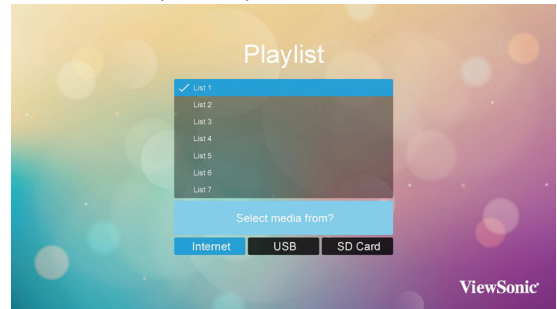 Playlist
List 1
List 2
List 3
List 4
List 5
List 6
List 7
Select media from?
Internet USB SD Card
ViewSonic